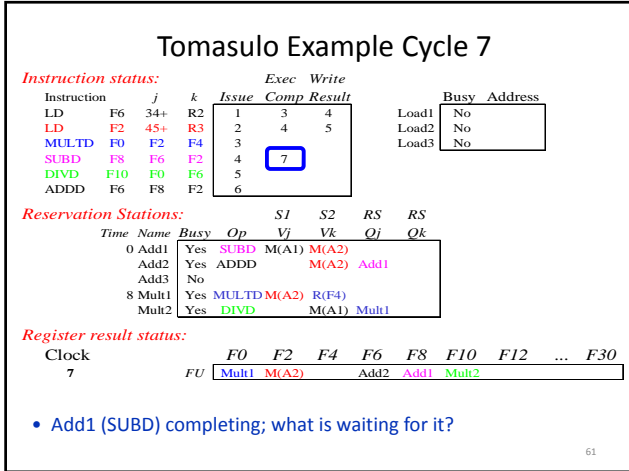 Tomasulo Example Cycle 7
Instruction status: Exec Write
Instruction j k Issue Comp Result Busy Address
LD F6 34+ R2 1 3 4 Load1 No
LD F2 45+ R3 2 4 5 Load2 No
MULTD F0 F2 F4 3 Load3 No
SUBD F8 F6 F2 4 7
DIVD F10 F0 F6 5
ADDD F6 F8 F2 6
Reservation Stations: S1 S2 RS RS
Time Name Busy Op Vj Vk Qj Qk
0 Add1 Yes SUBD M(A1) M(A2)
Add2 Yes ADDD M(A2) Add1
Add3 No
8 Mult1 Yes MULTD M(A2) R(F4)
Mult2 Yes DIVD M(A1) Mult1
Register result status:
Clock F0 F2 F4 F6 F8 F10 F12 ... F30
7 FU Mult1 M(A2) Add2 Add1 Mult2
• Add1 (SUBD) completing; what is waiting for it?
61